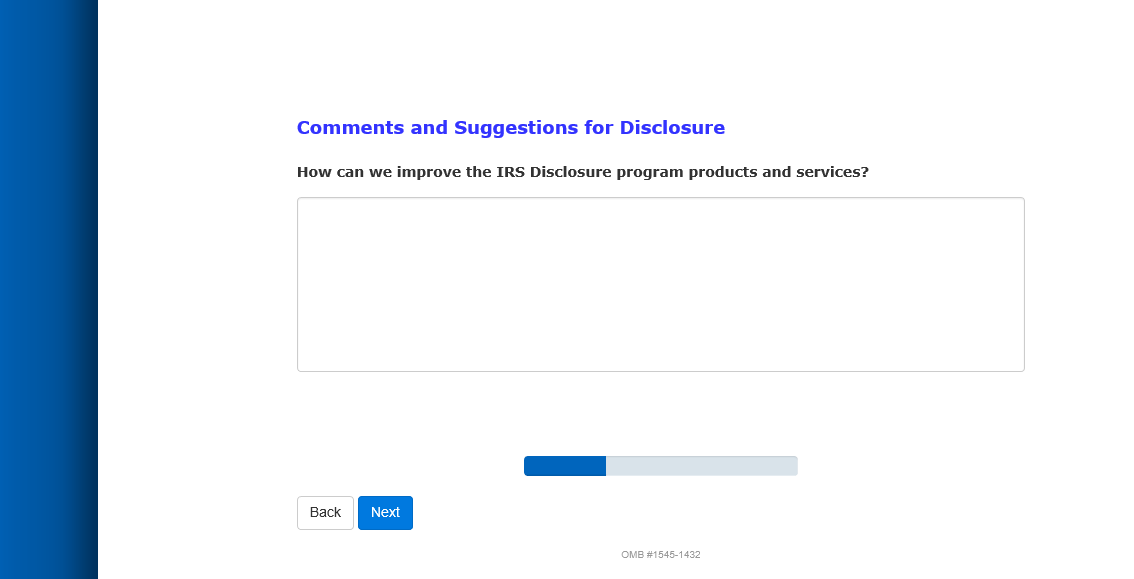 Comments and Suggestions for Disclosure
How can we improve the IRS Disclosure program products and services?
Back Next
OMB #1545-1432